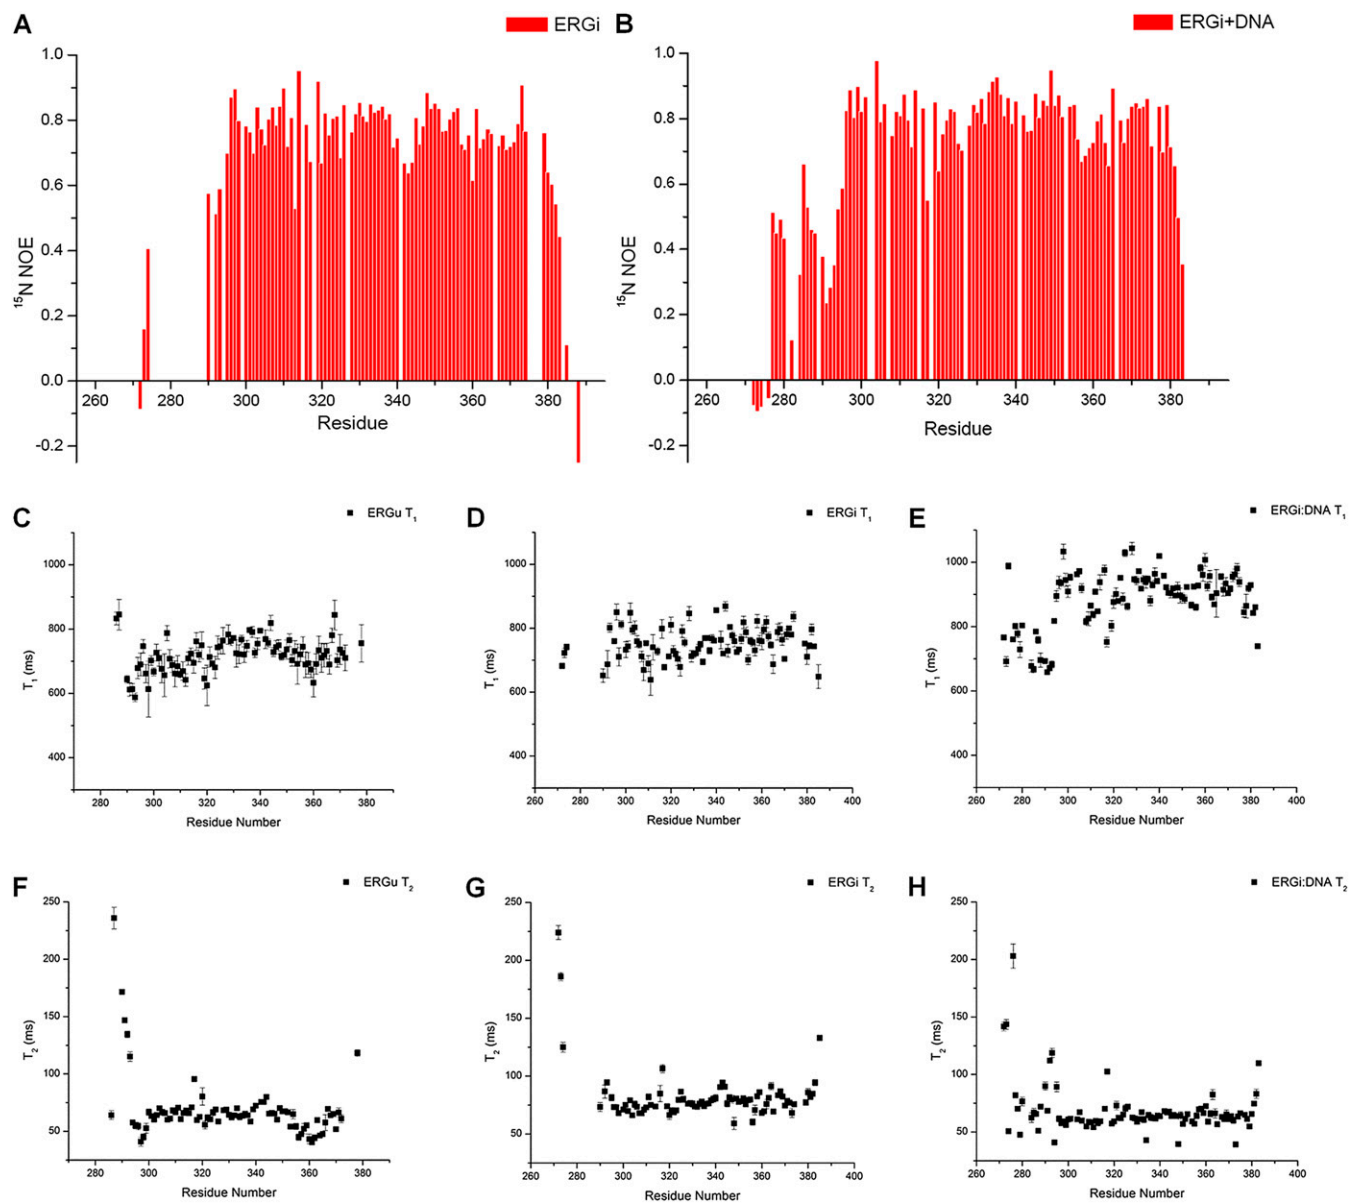 A
ERGi
B
ERGi+DNA
1.0
0.8
0.6
0.4
0.2
0.0
-0.2
15N NOE
260 280 300 320 340 360 380
Residue
1.0
0.8
0.6
0.4
0.2
0.0
-0.2
15N NOE
260 280 300 320 340 360 380
Residue
C
ERGu T1
1000
800
600
400
T1 (ms)
280 300 320 340 360 380
Residue Number
D
ERGi T1
1000
800
600
400
T1 (ms)
260 280 300 320 340 360 380 400
Residue Number
E
ERGi:DNA T1
1000
800
600
400
T1 (ms)
260 280 300 320 340 360 380 400
Residue Number
F
ERGu T2
250
200
150
100
50
T2 (ms)
280 300 320 340 360 380
Residue Number
G
ERGi T2
250
200
150
100
50
T2 (ms)
260 280 300 320 340 360 380 400
Residue Number
H
ERGi:DNA T2
250
200
150
100
50
T2 (ms)
260 280 300 320 340 360 380 400
Residue Number